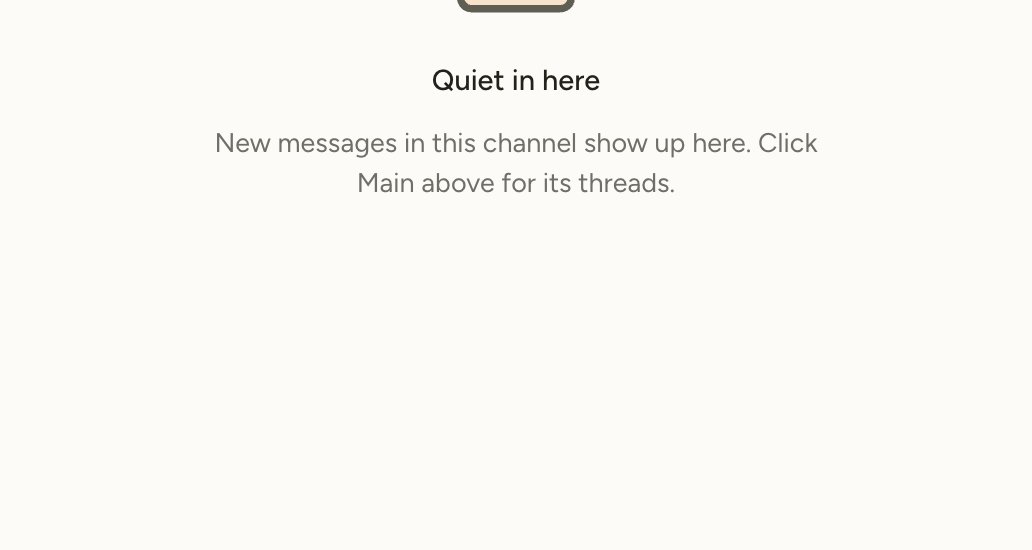 Quiet in here
New messages in this channel show up here. Click
Main above for its threads.